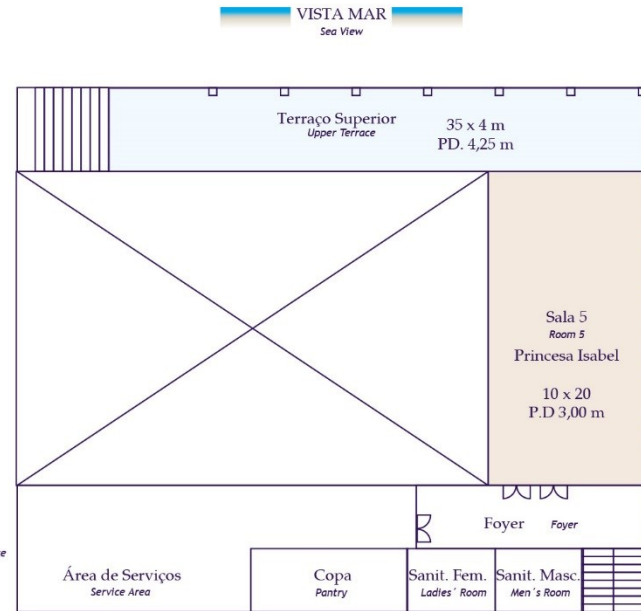 VISTA MAR
Sea View
Terraço Superior
Upper Terrace
35 x 4 m
PD. 4,25 m
Sala 5
Room 5
Princesa Isabel
10 x 20
P.D 3,00 m
Foyer Foyer
Área de Serviços
Service Area
Copa
Pantry
Sanit. Fem.
Ladies´ Room
Sanit. Masc.
Men´s Room